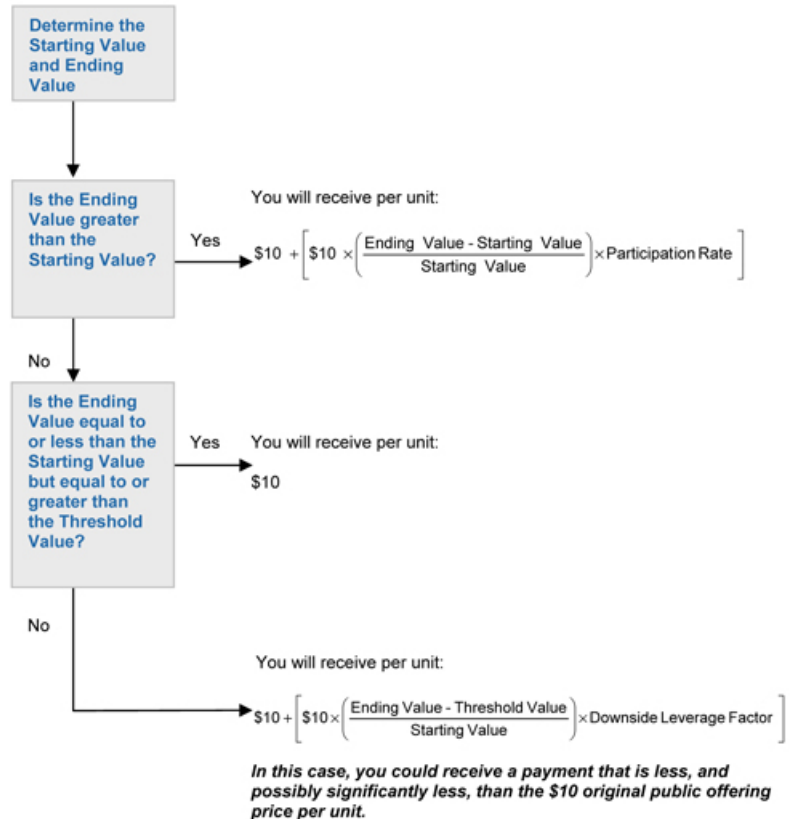 Determine the
Starting Value
and Ending
Value
Is the Ending
Value greater
than the
Starting Value?
Yes
You will receive per unit:
$10 + [ $10 × ( Ending Value - Starting Value / Starting Value ) × Participation Rate ]
No
Is the Ending
Value equal to
or less than the
Starting Value
but equal to or
greater than
the Threshold
Value?
Yes
You will receive per unit:
$10
No
You will receive per unit:
$10 + [ $10 × ( Ending Value - Threshold Value / Starting Value ) × Downside Leverage Factor ]
In this case, you could receive a payment that is less, and
possibly significantly less, than the $10 original public offering
price per unit.